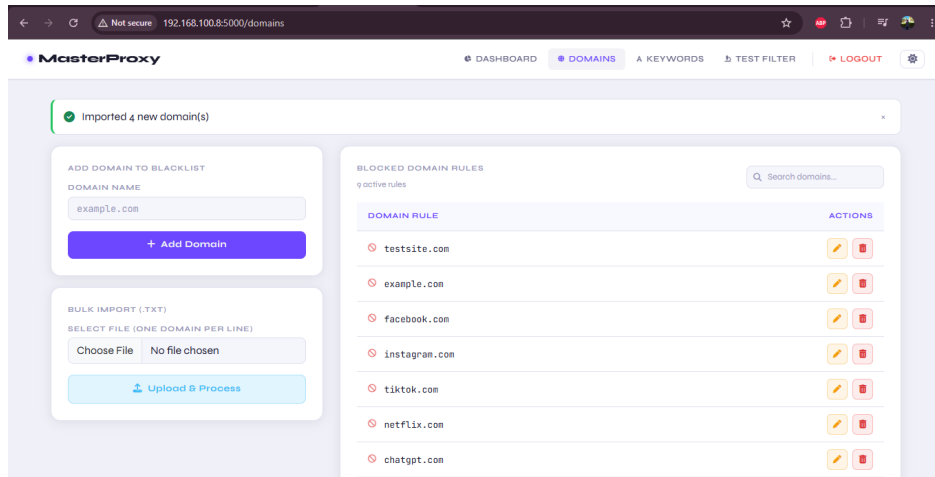 Not secure 192.168.100.8:5000/domains
ABP
MasterProxy
DASHBOARD DOMAINS KEYWORDS TEST FILTER LOGOUT
Imported 4 new domain(s)
ADD DOMAIN TO BLACKLIST
DOMAIN NAME
example.com
+ Add Domain
BULK IMPORT (.TXT)
SELECT FILE (ONE DOMAIN PER LINE)
Choose File No file chosen
Upload & Process
BLOCKED DOMAIN RULES
9 active rules
Search domains...
DOMAIN RULE ACTIONS
testsite.com
example.com
facebook.com
instagram.com
tiktok.com
netflix.com
chatgpt.com